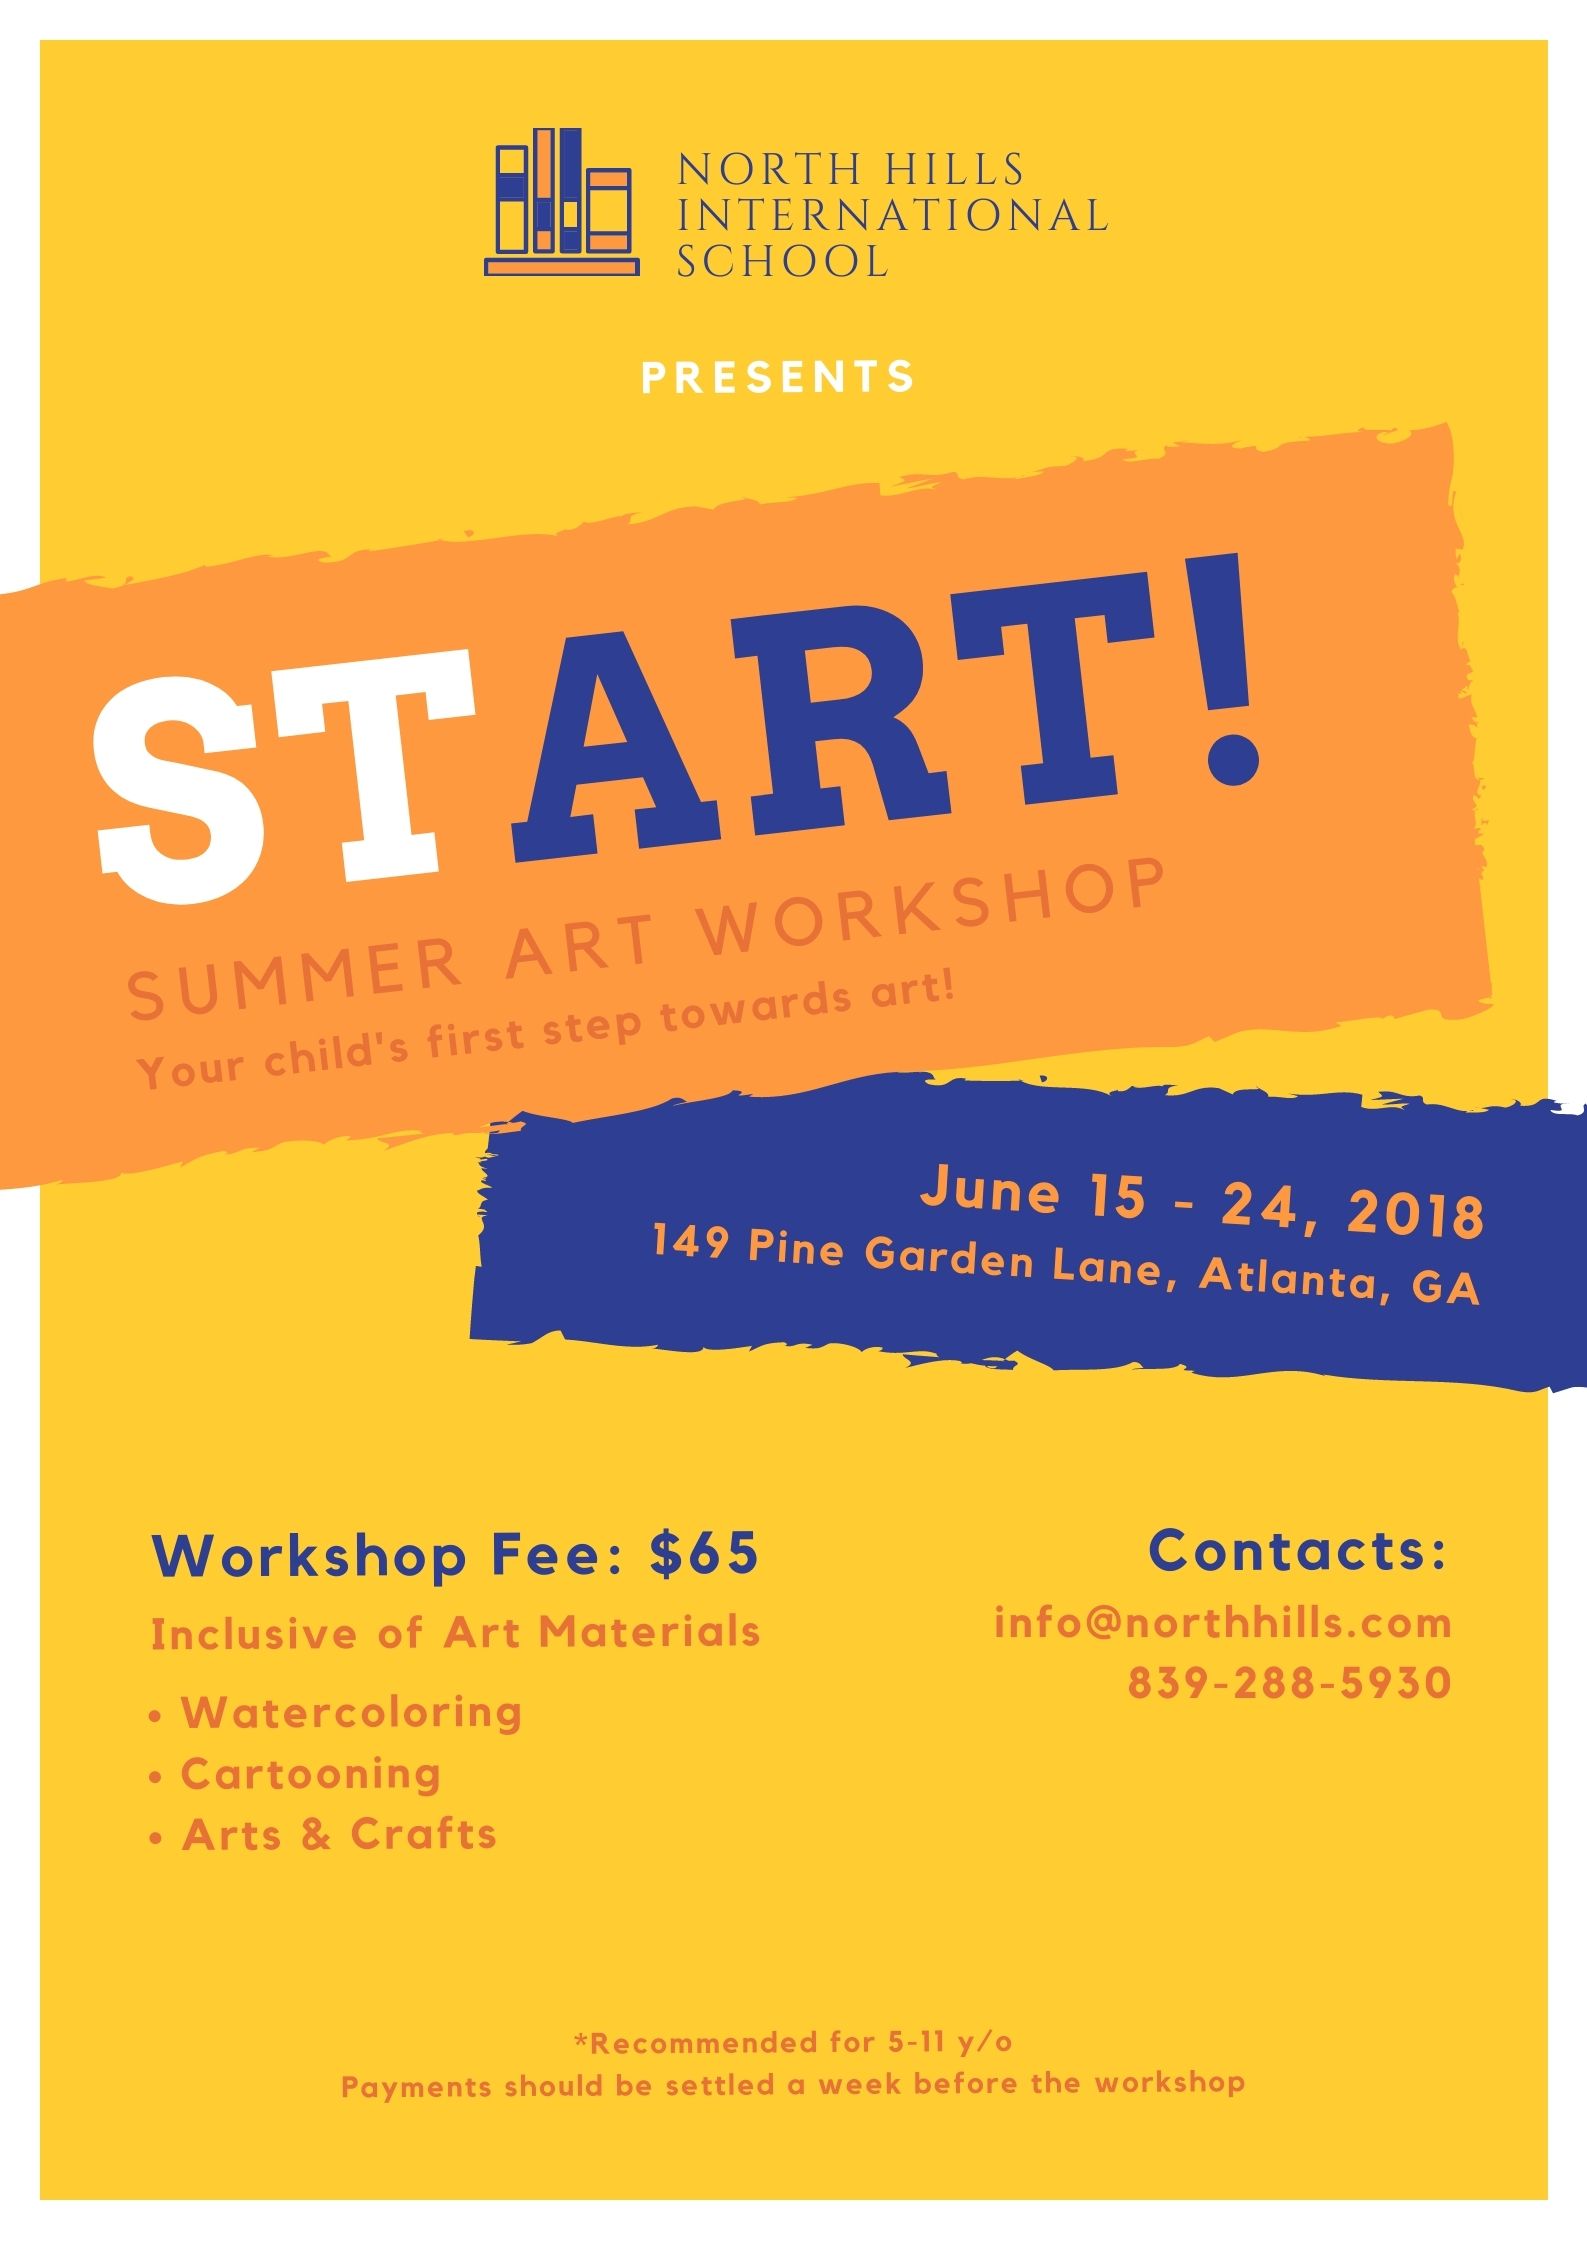 NORTH HILLS
INTERNATIONAL
SCHOOL
PRESENTS
START!
SUMMER ART WORKSHOP
Your child's first step towards art!
June 15 - 24, 2018
149 Pine Garden Lane, Atlanta, GA
Workshop Fee: $65
Inclusive of Art Materials
• Watercoloring
• Cartooning
• Arts & Crafts
Contacts:
info@northhills.com
839-288-5930
*Recommended for 5-11 y/o
Payments should be settled a week before the workshop